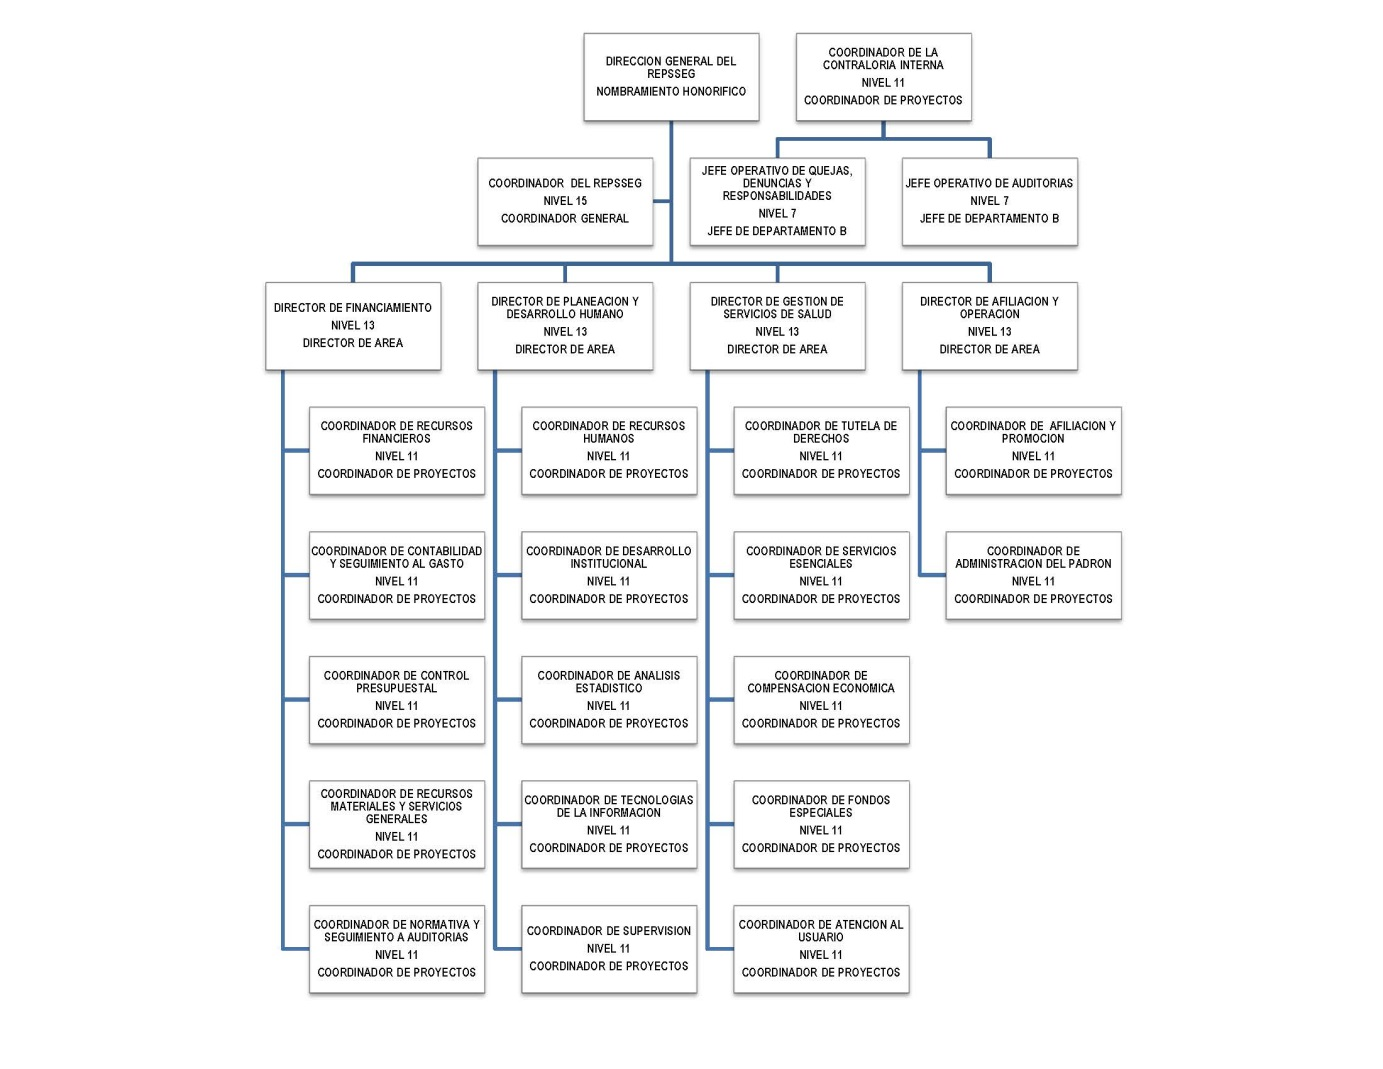 DIRECCION GENERAL DEL
REPSSEG
NOMBRAMIENTO HONORIFICO
COORDINADOR DE LA
CONTRALORIA INTERNA
NIVEL 11
COORDINADOR DE PROYECTOS
COORDINADOR DEL REPSSEG
NIVEL 15
COORDINADOR GENERAL
JEFE OPERATIVO DE QUEJAS,
DENUNCIAS Y
RESPONSABILIDADES
NIVEL 7
JEFE DE DEPARTAMENTO B
JEFE OPERATIVO DE AUDITORIAS
NIVEL 7
JEFE DE DEPARTAMENTO B
DIRECTOR DE FINANCIAMIENTO
NIVEL 13
DIRECTOR DE AREA
DIRECTOR DE PLANEACION Y
DESARROLLO HUMANO
NIVEL 13
DIRECTOR DE AREA
DIRECTOR DE GESTION DE
SERVICIOS DE SALUD
NIVEL 13
DIRECTOR DE AREA
DIRECTOR DE AFILIACION Y
OPERACION
NIVEL 13
DIRECTOR DE AREA
COORDINADOR DE RECURSOS
FINANCIEROS
NIVEL 11
COORDINADOR DE PROYECTOS
COORDINADOR DE RECURSOS
HUMANOS
NIVEL 11
COORDINADOR DE PROYECTOS
COORDINADOR DE TUTELA DE
DERECHOS
NIVEL 11
COORDINADOR DE PROYECTOS
COORDINADOR DE AFILIACION Y
PROMOCION
NIVEL 11
COORDINADOR DE PROYECTOS
COORDINADOR DE CONTABILIDAD
Y SEGUIMIENTO AL GASTO
NIVEL 11
COORDINADOR DE PROYECTOS
COORDINADOR DE DESARROLLO
INSTITUCIONAL
NIVEL 11
COORDINADOR DE PROYECTOS
COORDINADOR DE SERVICIOS
ESENCIALES
NIVEL 11
COORDINADOR DE PROYECTOS
COORDINADOR DE
ADMINISTRACION DEL PADRON
NIVEL 11
COORDINADOR DE PROYECTOS
COORDINADOR DE CONTROL
PRESUPUESTAL
NIVEL 11
COORDINADOR DE PROYECTOS
COORDINADOR DE ANALISIS
ESTADISTICO
NIVEL 11
COORDINADOR DE PROYECTOS
COORDINADOR DE
COMPENSACION ECONOMICA
NIVEL 11
COORDINADOR DE PROYECTOS
COORDINADOR DE RECURSOS
MATERIALES Y SERVICIOS
GENERALES
NIVEL 11
COORDINADOR DE PROYECTOS
COORDINADOR DE TECNOLOGIAS
DE LA INFORMACION
NIVEL 11
COORDINADOR DE PROYECTOS
COORDINADOR DE FONDOS
ESPECIALES
NIVEL 11
COORDINADOR DE PROYECTOS
COORDINADOR DE NORMATIVA Y
SEGUIMIENTO A AUDITORIAS
NIVEL 11
COORDINADOR DE PROYECTOS
COORDINADOR DE SUPERVISION
NIVEL 11
COORDINADOR DE PROYECTOS
COORDINADOR DE ATENCION AL
USUARIO
NIVEL 11
COORDINADOR DE PROYECTOS